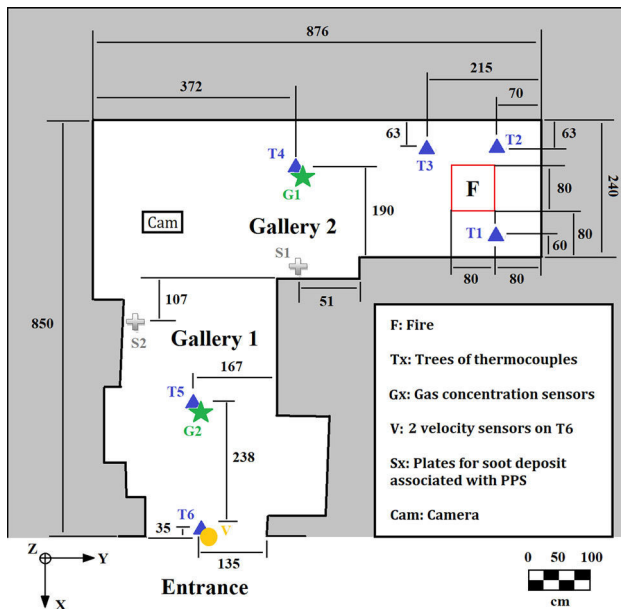 876
215
372
70
63
63
T4
T3
T2
G1
F
80
240
190
Cam
Gallery 2
T1
60
80
S1
80
80
51
107
850
S2
Gallery 1
167
T5
G2
238
T6
35
V
135
Entrance
F: Fire
Tx: Trees of thermocouples
Gx: Gas concentration sensors
V: 2 velocity sensors on T6
Sx: Plates for soot deposit
associated with PPS
Cam: Camera
Z
Y
X
0 50 100
cm